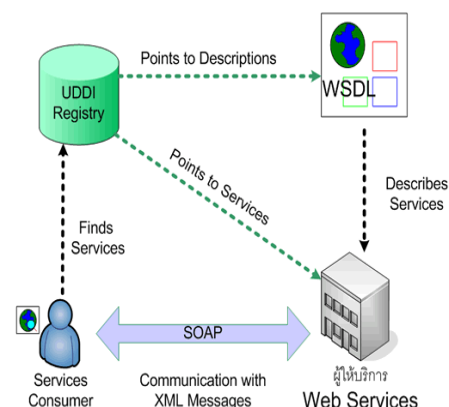 Points to Descriptions
UDDI
Registry
WSDL
Points to Services
Describes
Services
Finds
Services
SOAP
Services
Consumer
Communication with
XML Messages
ผู้ให้บริการ
Web Services